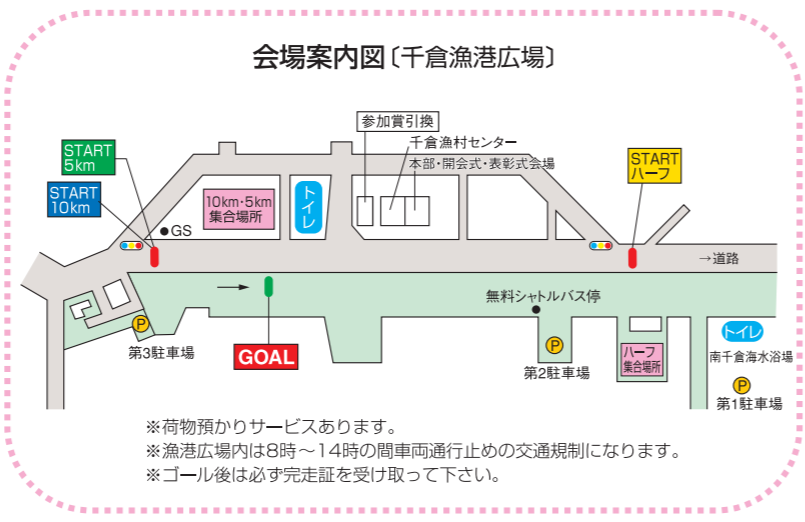 会場案内図〔千倉漁港広場〕
参加賞引換
千倉漁村センター
本部・開会式・表彰式会場
START
5km
START
10km
START
ハーフ
10km・5km
集合場所
トイレ
GS
→道路
無料シャトルバス停
GOAL
P
第3駐車場
P
第2駐車場
ハーフ
集合場所
トイレ
南千倉海水浴場
P
第1駐車場
※荷物預かりサービスあります。
※漁港広場内は8時～14時の間車両通行止めの交通規制になります。
※ゴール後は必ず完走証を受け取って下さい。